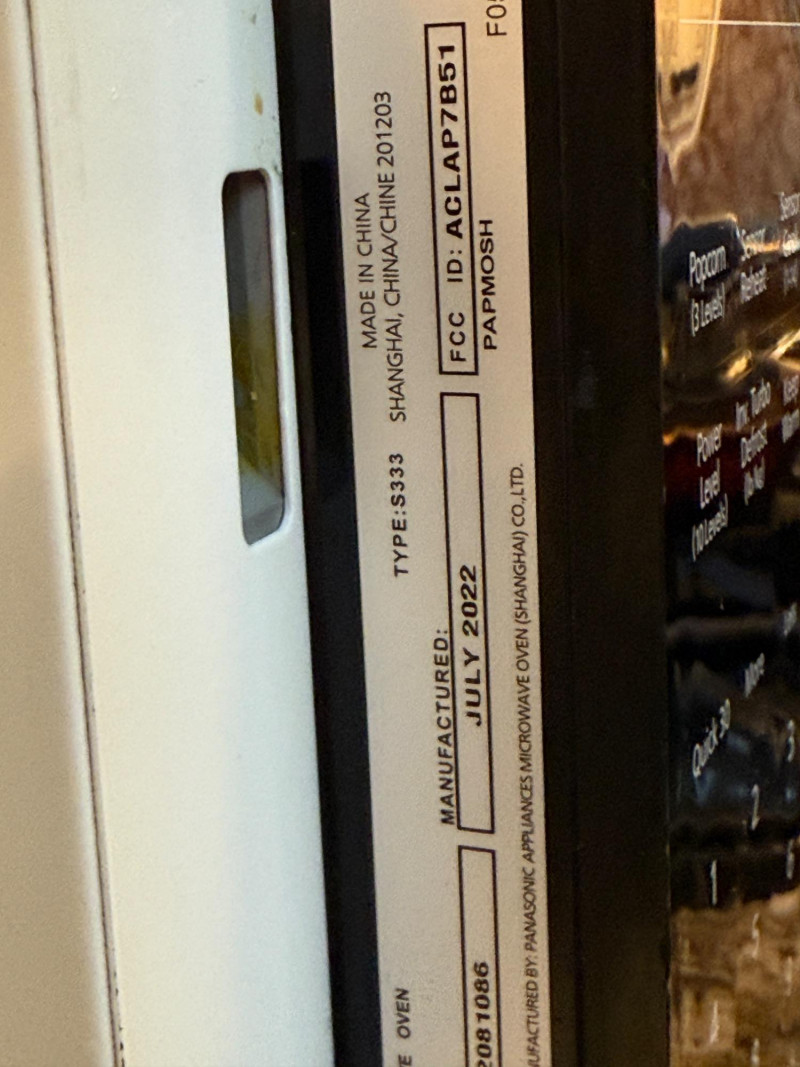 MADE IN CHINA
TYPE:S333 SHANGHAI, CHINA/CHINE 201203
OVEN
MANUFACTURED:
JULY 2022
FCC ID: ACLAP7B51
PAPMOSH
2081086
BY: PANASONIC APPLIANCES MICROWAVE OVEN (SHANGHAI) CO.,LTD.
Popcorn
(3 Levels)
Sensor
Reheat
Power
Level
(10 Levels)
Inv. Turbo
Defrost
Quick 30
More
1
2
3